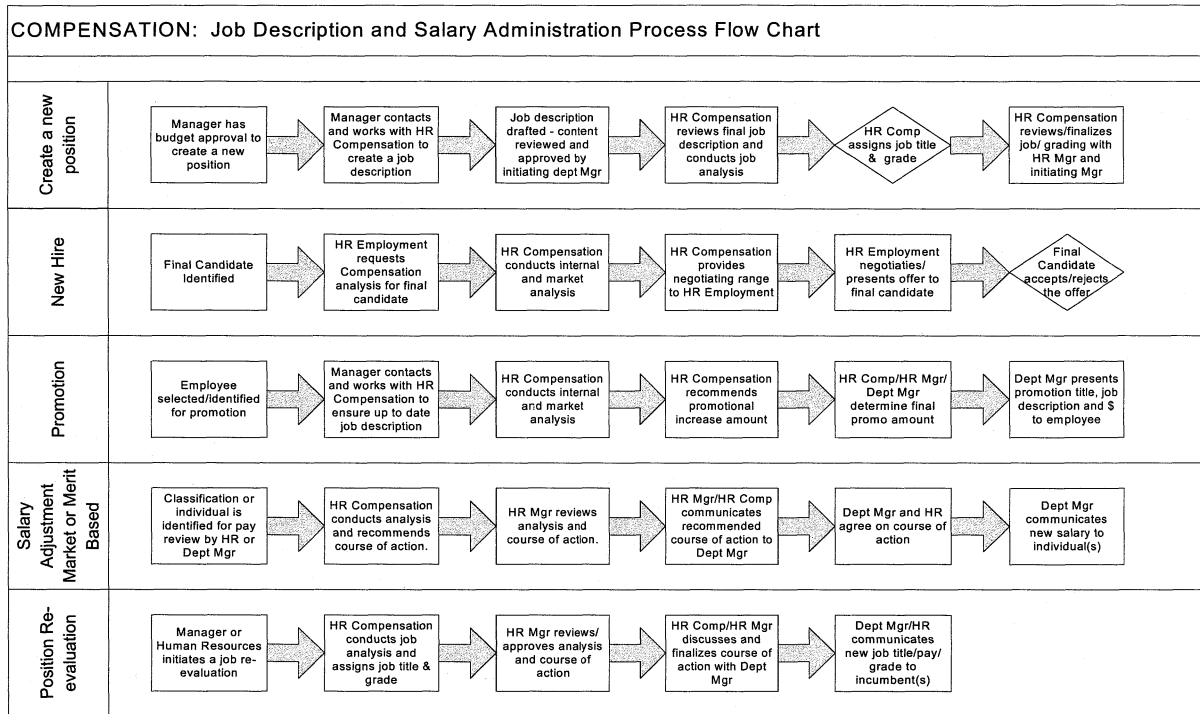 COMPENSATION: Job Description and Salary Administration Process Flow Chart
Create a new
position
Manager has
budget approval to
create a new
position
Manager contacts
and works with HR
Compensation to
create a job
description
Job description
drafted - content
reviewed and
approved by
initiating dept Mgr
HR Compensation
reviews final job
description and
conducts job
analysis
HR Comp
assigns job title
& grade
HR Compensation
reviews/finalizes
job/ grading with
HR Mgr and
initiating Mgr
New Hire
Final Candidate
Identified
HR Employment
requests
Compensation
analysis for final
candidate
HR Compensation
conducts internal
and market
analysis
HR Compensation
provides
negotiating range
to HR Employment
HR Employment
negotiaties/
presents offer to
final candidate
Final
Candidate
accepts/rejects
the offer
Promotion
Employee
selected/identified
for promotion
Manager contacts
and works with HR
Compensation to
ensure up to date
job description
HR Compensation
conducts internal
and market
analysis
HR Compensation
recommends
promotional
increase amount
HR Comp/HR Mgr/
Dept Mgr
determine final
promo amount
Dept Mgr presents
promotion title, job
description and $
to employee
Salary
Adjustment
Market or Merit
Based
Classification or
individual is
identified for pay
review by HR or
Dept Mgr
HR Compensation
conducts analysis
and recommends
course of action.
HR Mgr reviews
analysis and
course of action.
HR Mgr/HR Comp
communicates
recommended
course of action to
Dept Mgr
Dept Mgr and HR
agree on course of
action
Dept Mgr
communicates
new salary to
individual(s)
Position Re-
evaluation
Manager or
Human Resources
initiates a job re-
evaluation
HR Compensation
conducts job
analysis and
assigns job title &
grade
HR Mgr reviews/
approves analysis
and course of
action
HR Comp/HR Mgr
discusses and
finalizes course of
action with Dept
Mgr
Dept Mgr/HR
communicates
new job title/pay/
grade to
incumbent(s)